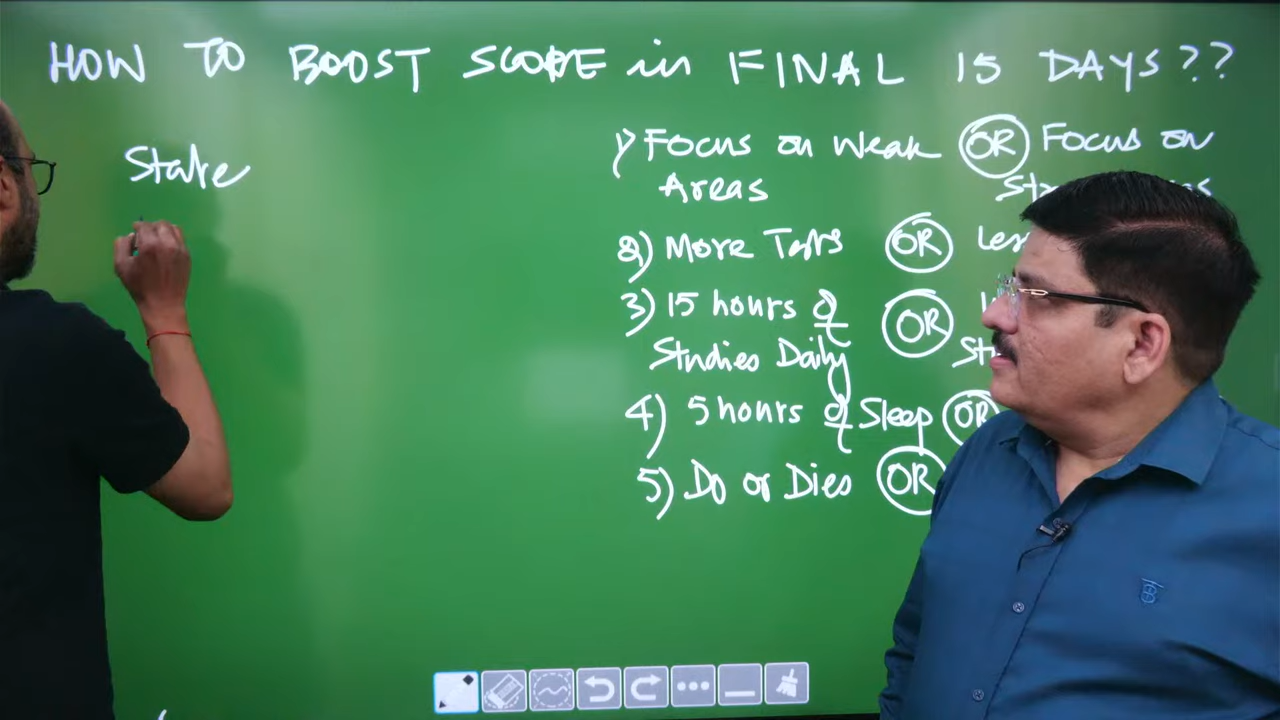 HOW TO BOOST SCORE in FINAL 15 DAYS??
State
1) Focus on Weak OR Focus on
Areas
2) More Tests OR Les
3) 15 hours of OR
Studies Daily St
4) 5 hours of Sleep OR
5) Do or Dies OR